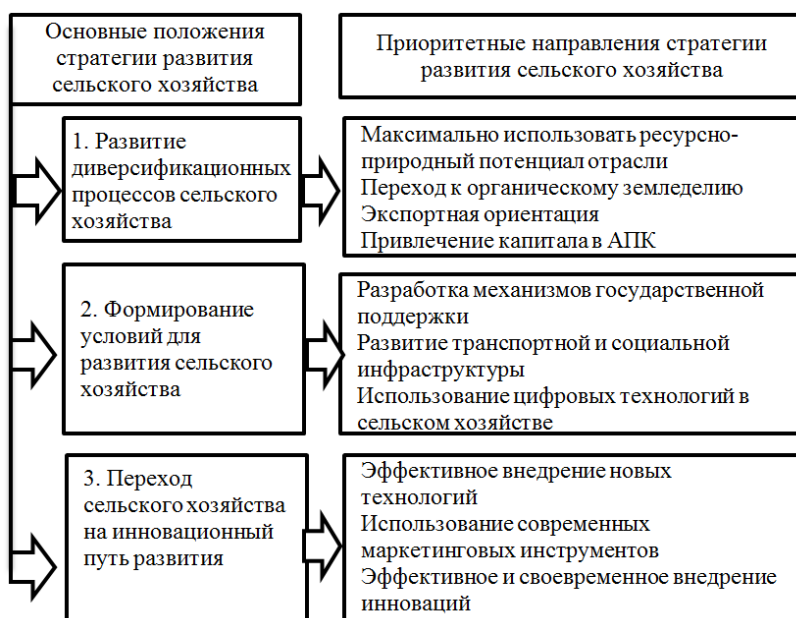 Основные положения
стратегии развития
сельского хозяйства
Приоритетные направления стратегии
развития сельского хозяйства
1. Развитие
диверсификационных
процессов сельского
хозяйства
Максимально использовать ресурсно-
природный потенциал отрасли
Переход к органическому земледелию
Экспортная ориентация
Привлечение капитала в АПК
2. Формирование
условий для
развития сельского
хозяйства
Разработка механизмов государственной
поддержки
Развитие транспортной и социальной
инфраструктуры
Использование цифровых технологий в
сельском хозяйстве
3. Переход
сельского хозяйства
на инновационный
путь развития
Эффективное внедрение новых
технологий
Использование современных
маркетинговых инструментов
Эффективное и своевременное внедрение
инноваций